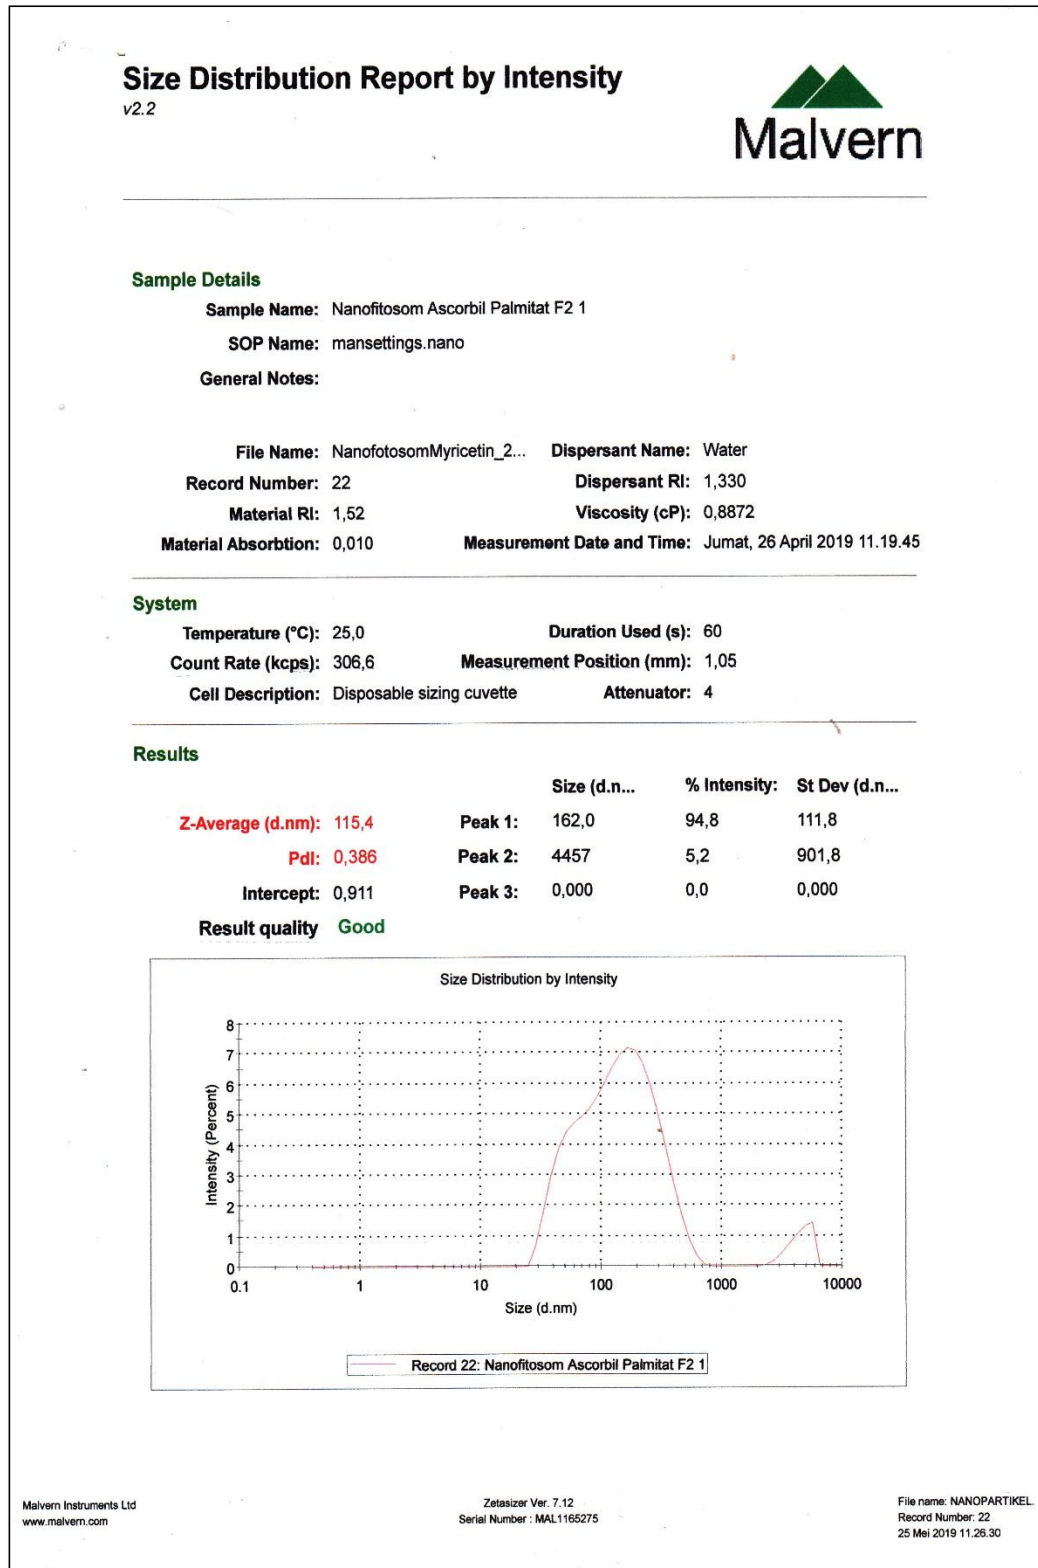 Size Distribution Report by Intensity
v2.2
Malvern
Sample Details
Sample Name: Nanofitosom Ascorbil Palmitat F2 1
SOP Name: mansettings.nano
General Notes:
File Name: NanofotosomMyricetin_2... Dispersant Name: Water
Record Number: 22 Dispersant RI: 1,330
Material RI: 1,52 Viscosity (cP): 0,8872
Material Absorbtion: 0,010 Measurement Date and Time: Jumat, 26 April 2019 11.19.45
System
Temperature (°C): 25,0 Duration Used (s): 60
Count Rate (kcps): 306,6 Measurement Position (mm): 1,05
Cell Description: Disposable sizing cuvette Attenuator: 4
Results
Size (d.n... % Intensity: St Dev (d.n...
Z-Average (d.nm): 115,4 Peak 1: 162,0 94,8 111,8
PdI: 0,386 Peak 2: 4457 5,2 901,8
Intercept: 0,911 Peak 3: 0,000 0,0 0,000
Result quality Good
Size Distribution by Intensity
Intensity (Percent)
8
7
6
5
4
3
2
1
0
0.1 1 10 100 1000 10000
Size (d.nm)
Record 22: Nanofitosom Ascorbil Palmitat F2 1
Malvern Instruments Ltd
www.malvern.com
Zetasizer Ver. 7.12
Serial Number : MAL1165275
File name: NANOPARTIKEL.
Record Number: 22
25 Mei 2019 11.26.30